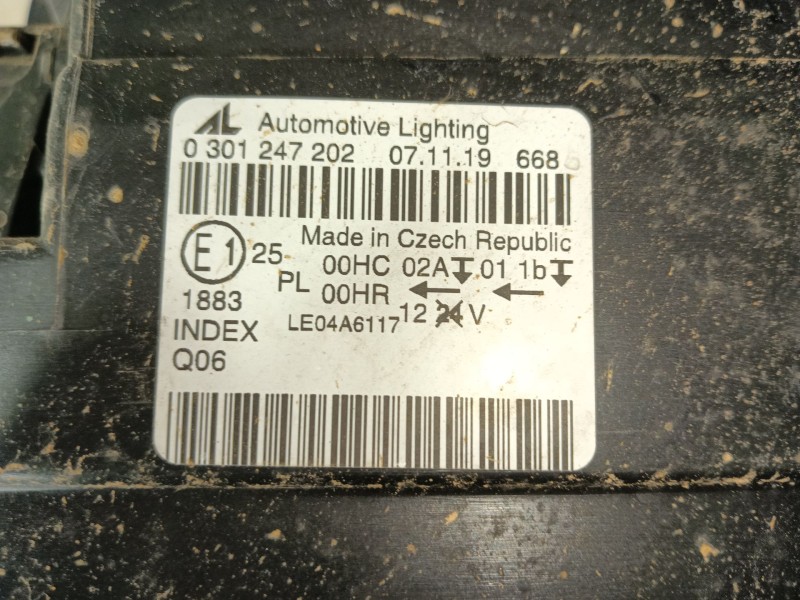 AL Automotive Lighting
0 301 247 202 07.11.19 668
Made in Czech Republic
E1 25 00HC 02A 01 1b
PL 00HR
1883
LE04A6117 12 24 V
INDEX
Q06